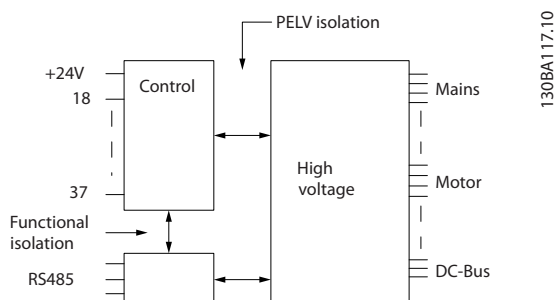 PELV isolation
130BA117.10
+24V
Control
Mains
18
High
voltage
37
Motor
Functional
isolation
RS485
DC-Bus